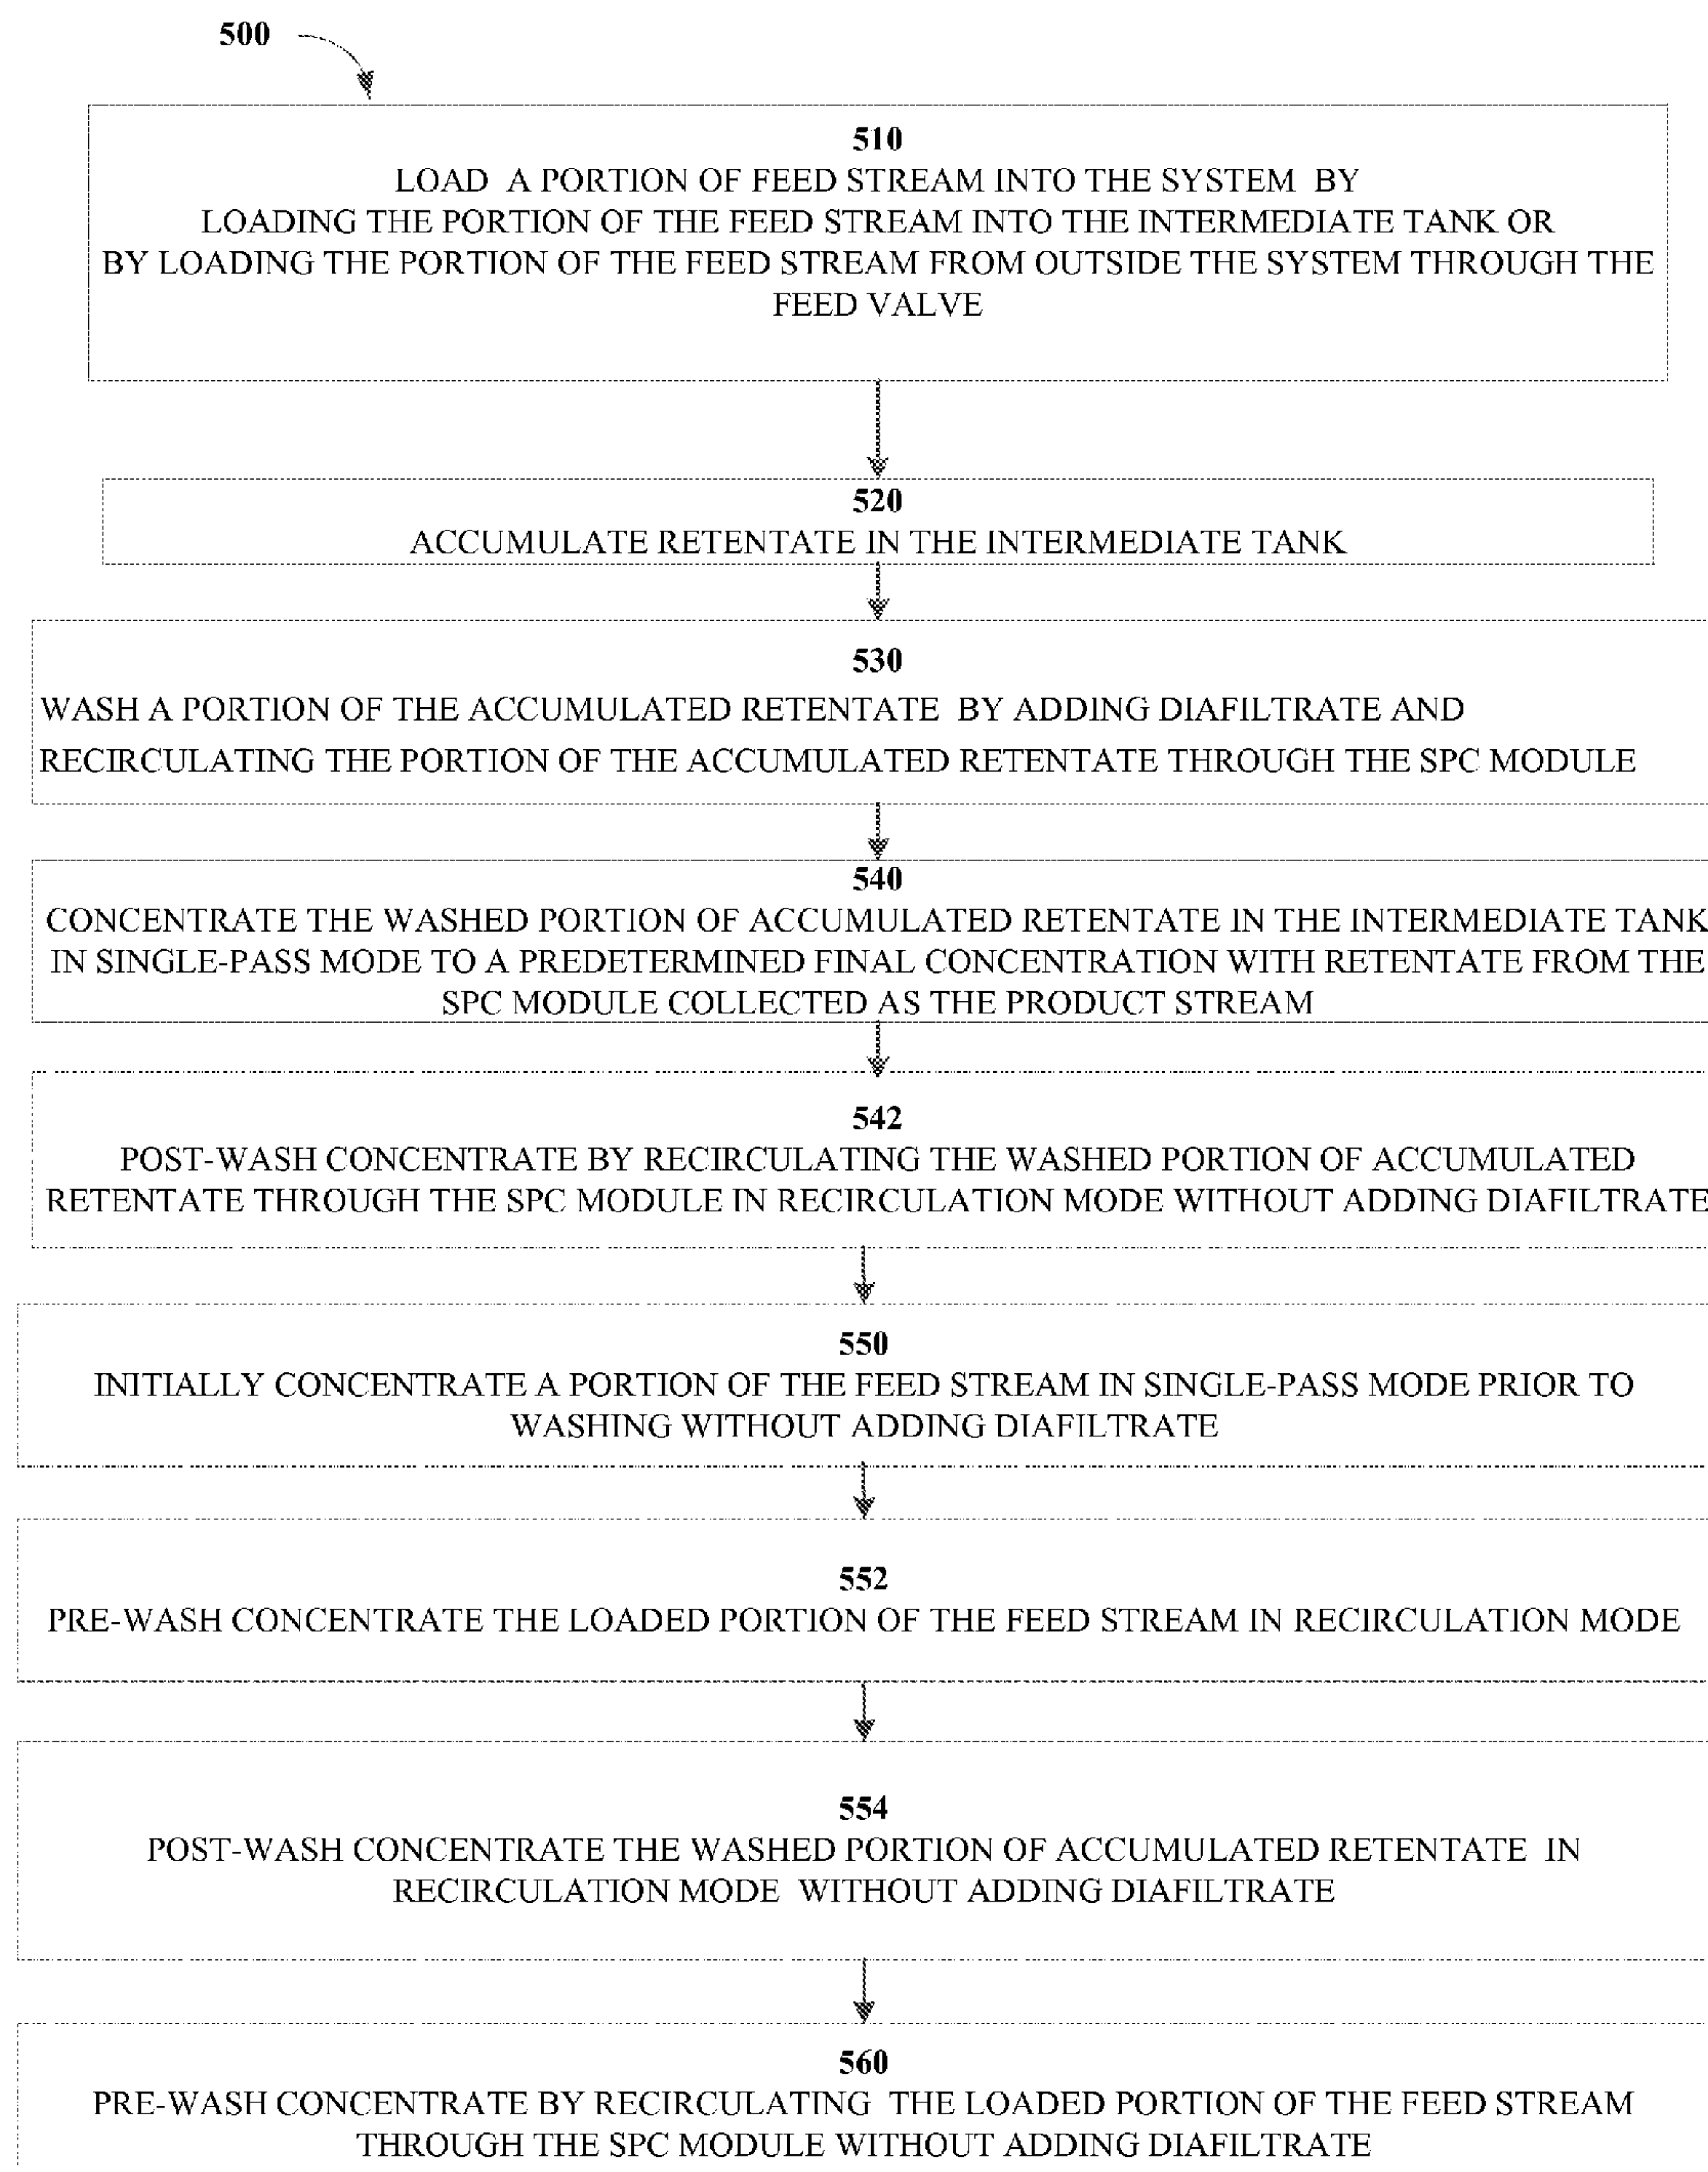 500
510
LOAD A PORTION OF FEED STREAM INTO THE SYSTEM BY
LOADING THE PORTION OF THE FEED STREAM INTO THE INTERMEDIATE TANK OR
BY LOADING THE PORTION OF THE FEED STREAM FROM OUTSIDE THE SYSTEM THROUGH THE
FEED VALVE
520
ACCUMULATE RETENTATE IN THE INTERMEDIATE TANK
530
WASH A PORTION OF THE ACCUMULATED RETENTATE BY ADDING DIAFILTRATE AND
RECIRCULATING THE PORTION OF THE ACCUMULATED RETENTATE THROUGH THE SPC MODULE
540
CONCENTRATE THE WASHED PORTION OF ACCUMULATED RETENTATE IN THE INTERMEDIATE TANK
IN SINGLE-PASS MODE TO A PREDETERMINED FINAL CONCENTRATION WITH RETENTATE FROM THE
SPC MODULE COLLECTED AS THE PRODUCT STREAM
542
POST-WASH CONCENTRATE BY RECIRCULATING THE WASHED PORTION OF ACCUMULATED
RETENTATE THROUGH THE SPC MODULE IN RECIRCULATION MODE WITHOUT ADDING DIAFILTRATE
550
INITIALLY CONCENTRATE A PORTION OF THE FEED STREAM IN SINGLE-PASS MODE PRIOR TO
WASHING WITHOUT ADDING DIAFILTRATE
552
PRE-WASH CONCENTRATE THE LOADED PORTION OF THE FEED STREAM IN RECIRCULATION MODE
554
POST-WASH CONCENTRATE THE WASHED PORTION OF ACCUMULATED RETENTATE IN
RECIRCULATION MODE WITHOUT ADDING DIAFILTRATE
560
PRE-WASH CONCENTRATE BY RECIRCULATING THE LOADED PORTION OF THE FEED STREAM
THROUGH THE SPC MODULE WITHOUT ADDING DIAFILTRATE